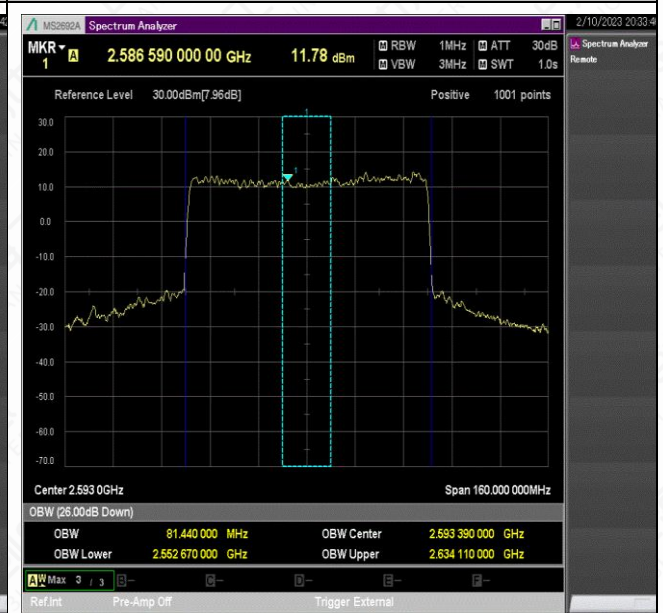 MS2692A Spectrum Analyzer 2/10/2023 20:33:4
MKR 1 A 2.586 590 000 00 GHz 11.78 dBm M RBW 1MHz M ATT 30dB
M VBW 3MHz M SWT 1.0s
Spectrum Analyzer
Remote
Reference Level 30.00dBm[7.96dB] Positive 1001 points
1
30.0
20.0
1
10.0
0.0
-10.0
-20.0
-30.0
-40.0
-50.0
-60.0
-70.0
Center 2.593 0GHz Span 160.000 000MHz
OBW (26.00dB Down)
OBW 81.440 000 MHz OBW Center 2.593 390 000 GHz
OBW Lower 2.552 670 000 GHz OBW Upper 2.634 110 000 GHz
A W Max 3 / 3 B- C- D- E- F-
Ref.Int Pre-Amp Off Trigger External